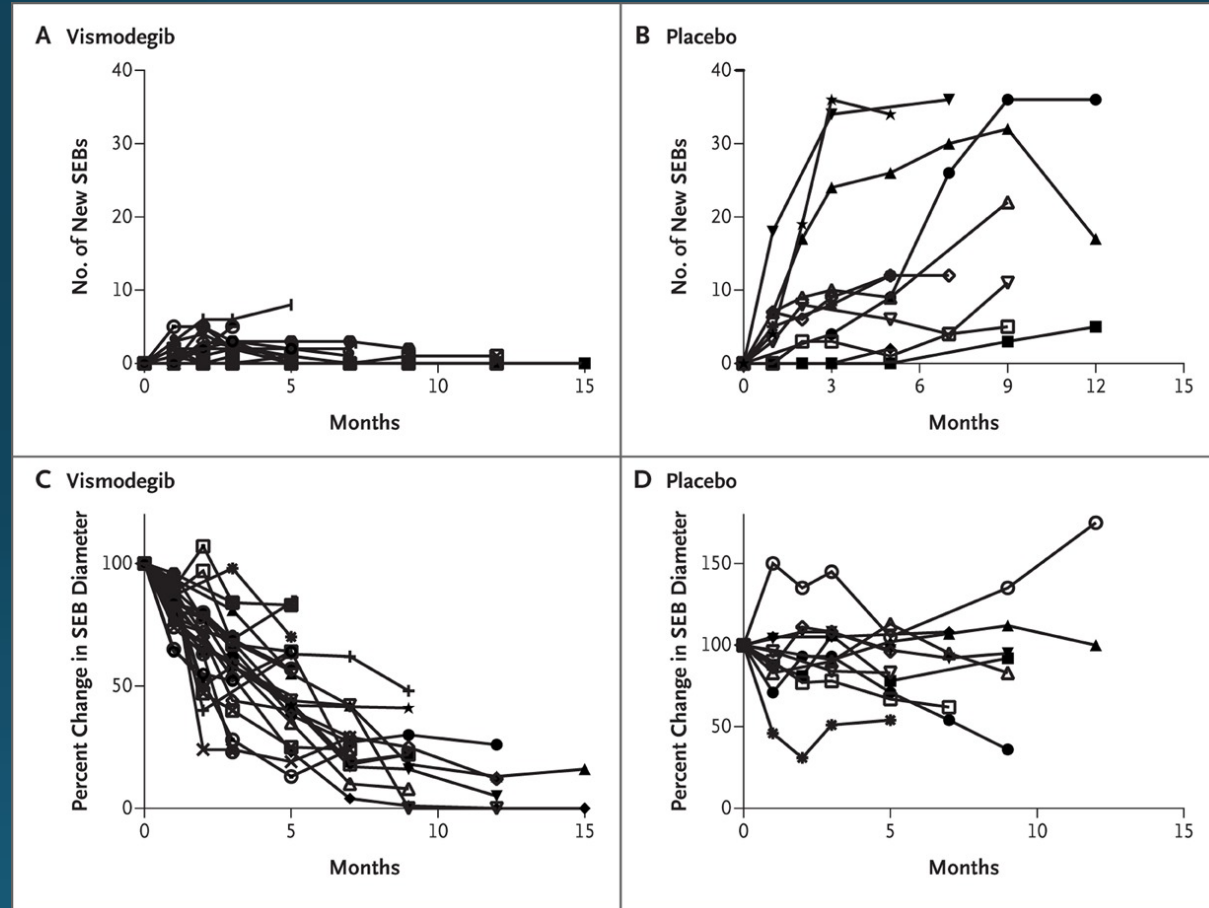 A Vismodegib
No. of New SEBs
40
30
20
10
0
0 5 10 15
Months
B Placebo
No. of New SEBs
40
30
20
10
0
0 3 6 9 12 15
Months
C Vismodegib
Percent Change in SEB Diameter
100
50
0
0 5 10 15
Months
D Placebo
Percent Change in SEB Diameter
150
100
50
0
0 5 10 15
Months